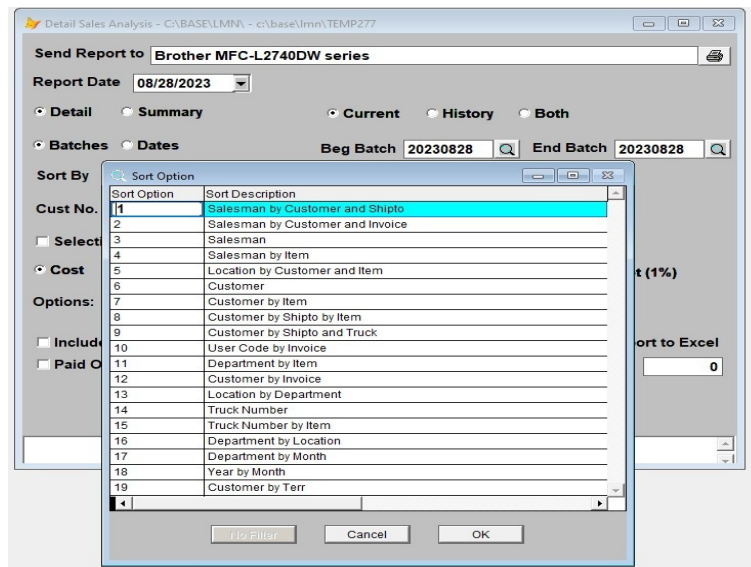 Detail Sales Analysis - C:\BASE\LMN\ - c:\base\lmn\TEMP277
Send Report to Brother MFC-L2740DW series
Report Date 08/28/2023
Detail Summary Current History Both
Batches Dates Beg Batch 20230828 End Batch 20230828
Sort By
Cust No.
Selecti
Cost t (1%)
Options:
Include ort to Excel
Paid O 0
Sort Option
Sort Option Sort Description
1 Salesman by Customer and Shipto
2 Salesman by Customer and Invoice
3 Salesman
4 Salesman by Item
5 Location by Customer and Item
6 Customer
7 Customer by Item
8 Customer by Shipto by Item
9 Customer by Shipto and Truck
10 User Code by Invoice
11 Department by Item
12 Customer by Invoice
13 Location by Department
14 Truck Number
15 Truck Number by Item
16 Department by Location
17 Department by Month
18 Year by Month
19 Customer by Terr
No Filter Cancel OK